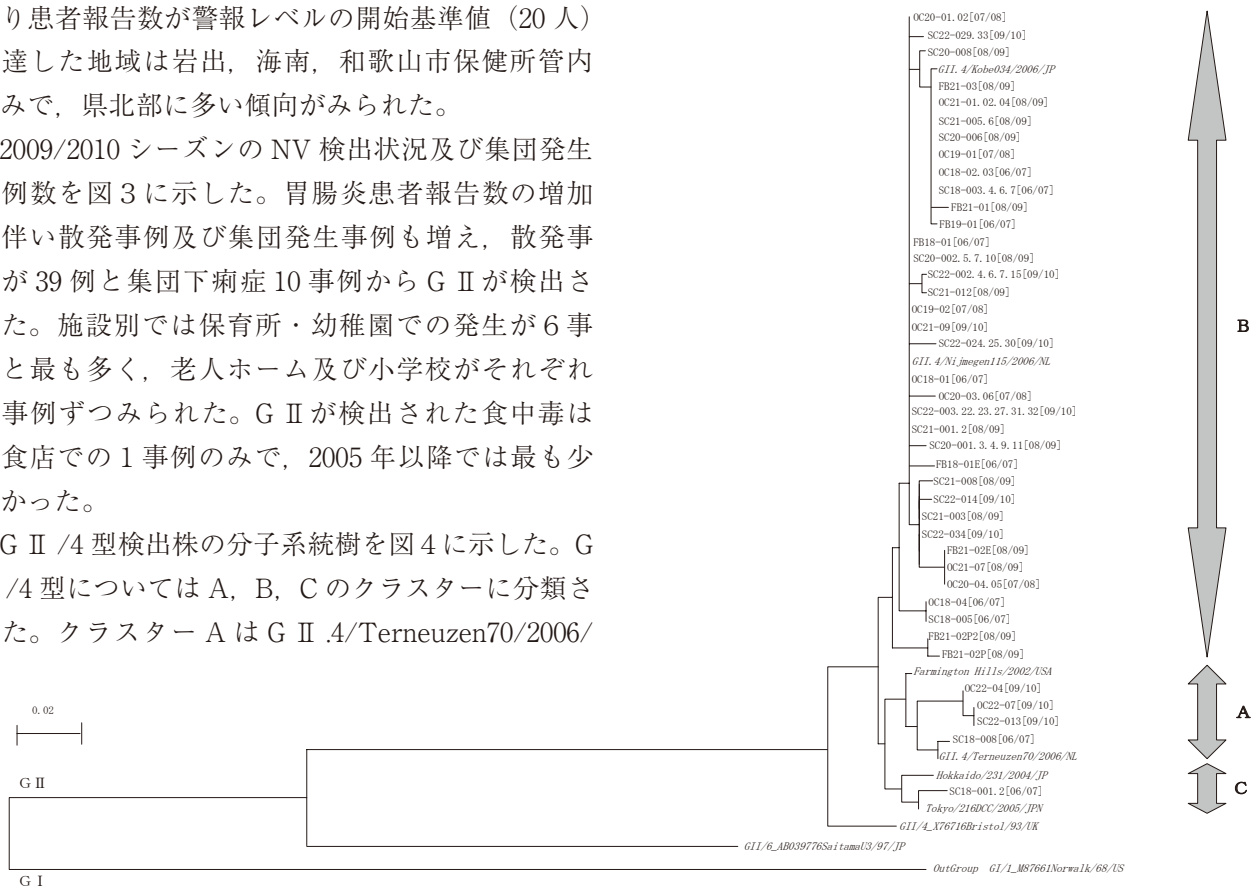 り患者報告数が警報レベルの開始基準値（20 人）
達した地域は岩出，海南，和歌山市保健所管内
みで，県北部に多い傾向がみられた。
2009/2010 シーズンの NV 検出状況及び集団発生
例数を図３に示した。胃腸炎患者報告数の増加
伴い散発事例及び集団発生事例も増え，散発事
が 39 例と集団下痢症 10 事例から G Ⅱが検出さ
た。施設別では保育所・幼稚園での発生が６事
と最も多く，老人ホーム及び小学校がそれぞれ
事例ずつみられた。G Ⅱが検出された食中毒は
食店での１事例のみで，2005 年以降では最も少
かった。
G Ⅱ /4 型検出株の分子系統樹を図４に示した。G
/4 型については A，B，C のクラスターに分類さ
た。クラスター A は G Ⅱ .4/Terneuzen70/2006/
OC20-01.02[07/08]
SC22-029.33[09/10]
SC20-008[08/09]
GII.4/Kobe034/2006/JP
FB21-03[08/09]
OC21-01.02.04[08/09]
SC21-005.6[08/09]
SC20-006[08/09]
OC19-01[07/08]
OC18-02.03[06/07]
SC18-003.4.6.7[06/07]
FB21-01[08/09]
FB19-01[06/07]
FB18-01[06/07]
SC20-002.5.7.10[08/09]
SC22-002.4.6.7.15[09/10]
SC21-012[08/09]
OC19-02[07/08]
OC21-09[09/10]
SC22-024.25.30[09/10]
GII.4/Nijmegen115/2006/NL
OC18-01[06/07]
OC20-03.06[07/08]
SC22-003.22.23.27.31.32[09/10]
SC21-001.2[08/09]
SC20-001.3.4.9.11[08/09]
FB18-01E[06/07]
SC21-008[08/09]
SC22-014[09/10]
SC21-003[08/09]
SC22-034[09/10]
FB21-02E[08/09]
OC21-07[08/09]
OC20-04.05[07/08]
OC18-04[06/07]
SC18-005[06/07]
FB21-02P2[08/09]
FB21-02P[08/09]
Farmington Hills/2002/USA
OC22-04[09/10]
OC22-07[09/10]
SC22-013[09/10]
SC18-008[06/07]
GII.4/Terneuzen70/2006/NL
Hokkaido/231/2004/JP
SC18-001.2[06/07]
Tokyo/216DCC/2005/JPN
GII/4_X76716Bristol/93/UK
GII/6_AB039776SaitamaU3/97/JP
OutGroup GI/1_M87661Norwalk/68/US
B
A
C
0.02
G Ⅱ
G Ⅰ